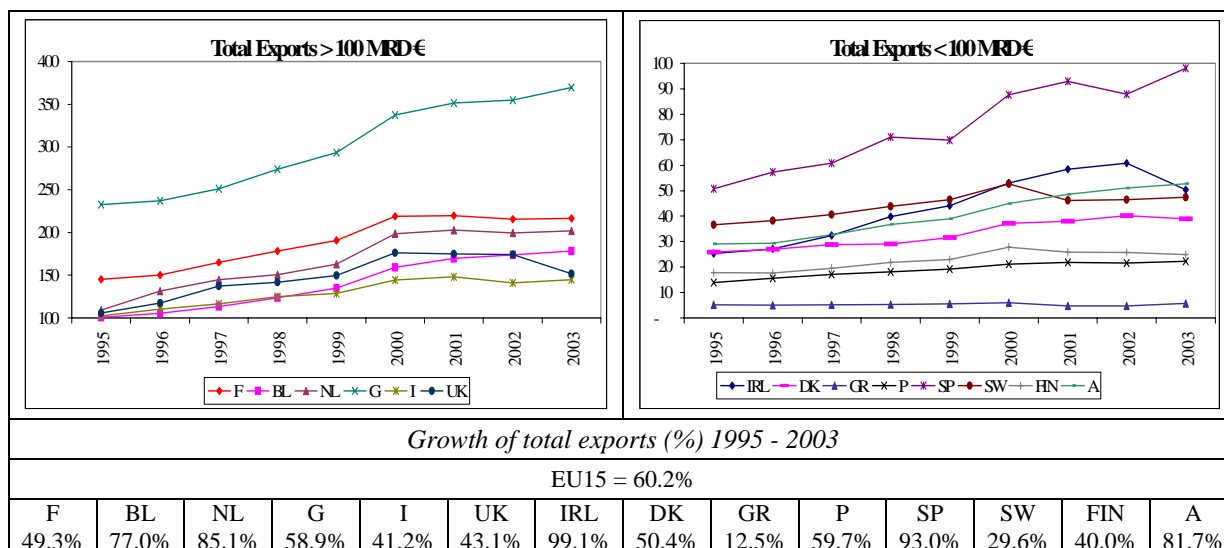 Total Exports > 100 MRD€
400
350
300
250
200
150
100
1995 1996 1997 1998 1999 2000 2001 2002 2003
F BL NL G I UK
Total Exports < 100 MRD€
100
90
80
70
60
50
40
30
20
10
-
1995 1996 1997 1998 1999 2000 2001 2002 2003
IRL DK GR P SP SW FIN A
Growth of total exports (%) 1995 - 2003
EU15 = 60.2%
F BL NL G I UK IRL DK GR P SP SW FIN A
49.3% 77.0% 85.1% 58.9% 41.2% 43.1% 99.1% 50.4% 12.5% 59.7% 93.0% 29.6% 40.0% 81.7%